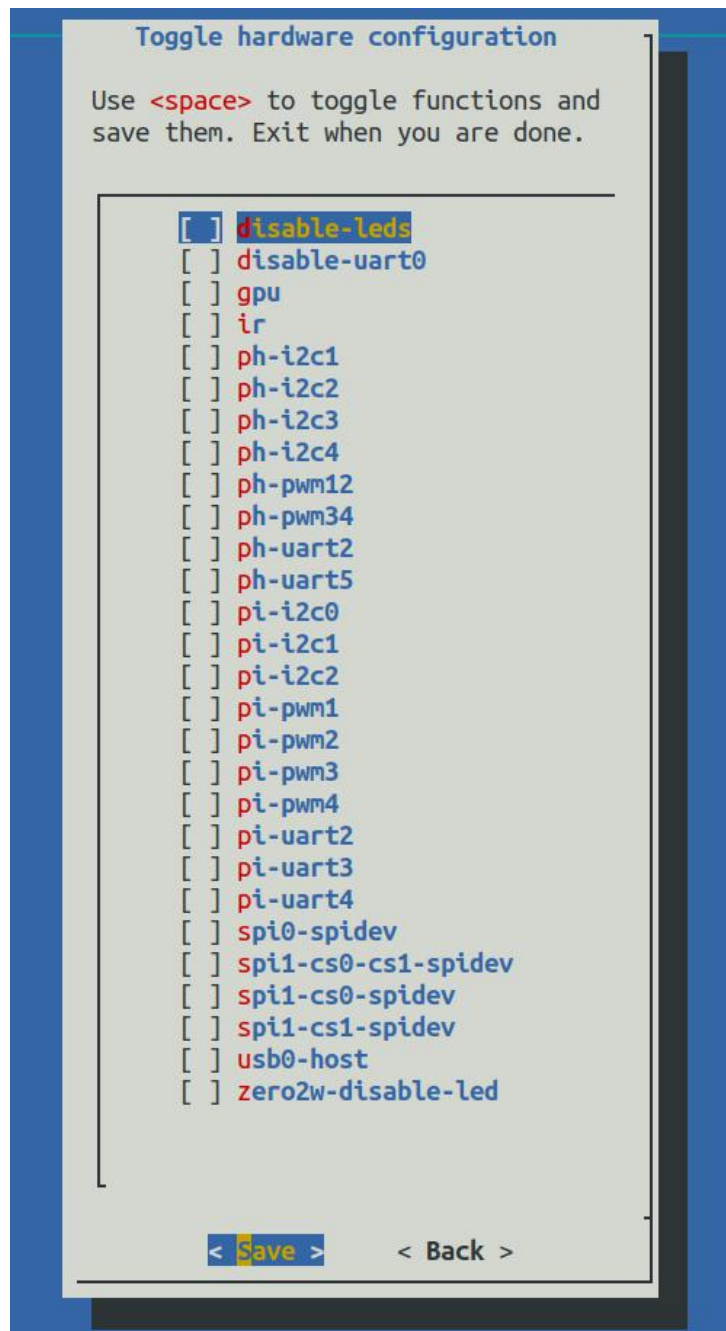 Toggle hardware configuration
Use <space> to toggle functions and
save them. Exit when you are done.
[ ] disable-leds
[ ] disable-uart0
[ ] gpu
[ ] ir
[ ] ph-i2c1
[ ] ph-i2c2
[ ] ph-i2c3
[ ] ph-i2c4
[ ] ph-pwm12
[ ] ph-pwm34
[ ] ph-uart2
[ ] ph-uart5
[ ] pi-i2c0
[ ] pi-i2c1
[ ] pi-i2c2
[ ] pi-pwm1
[ ] pi-pwm2
[ ] pi-pwm3
[ ] pi-pwm4
[ ] pi-uart2
[ ] pi-uart3
[ ] pi-uart4
[ ] spi0-spidev
[ ] spi1-cs0-cs1-spidev
[ ] spi1-cs0-spidev
[ ] spi1-cs1-spidev
[ ] usb0-host
[ ] zero2w-disable-led
< Save > < Back >